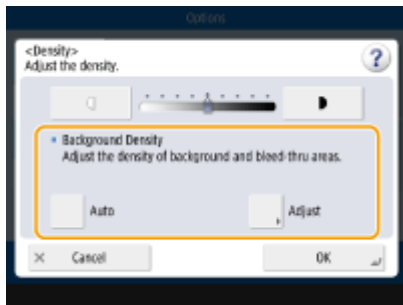 Options
<Density>
Adjust the density.
?
Background Density
Adjust the density of background and bleed-thru areas.
Auto
Adjust
Cancel
OK